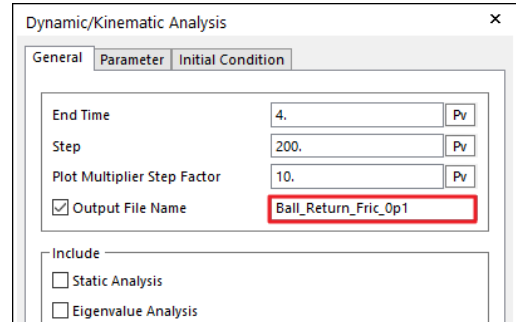 Dynamic/Kinematic Analysis
General Parameter Initial Condition
End Time 4. Pv
Step 200. Pv
Plot Multiplier Step Factor 10. Pv
Output File Name Ball_Return_Fric_0p1
Include
Static Analysis
Eigenvalue Analysis